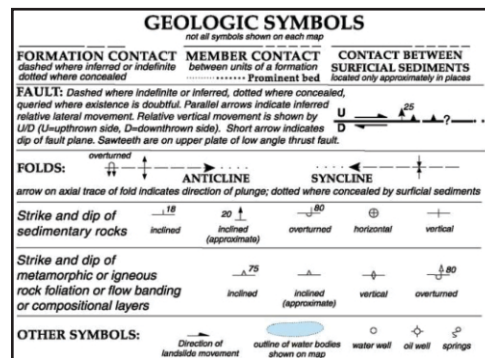 GEOLOGIC SYMBOLS
not all symbols shown on each map
FORMATION CONTACT
dashed where inferred or indefinite
dotted where concealed
MEMBER CONTACT
between units of a formation
Prominent bed
CONTACT BETWEEN
SURFICIAL SEDIMENTS
located only approximately in places
FAULT: Dashed where indefinite or inferred, dotted where concealed,
queried where existence is doubtful. Parallel arrows indicate inferred
relative lateral movement. Relative vertical movement is shown by
U/D (U=upthrown side, D=downthrown side). Short arrow indicates
dip of fault plane. Sawteeth are on upper plate of low angle thrust fault.
U
D
25
?
FOLDS:
overturned
ANTICLINE
SYNCLINE
arrow on axial trace of fold indicates direction of plunge; dotted where concealed by surficial sediments
Strike and dip of
sedimentary rocks
18
inclined
20
inclined
(approximate)
80
overturned
horizontal
vertical
Strike and dip of
metamorphic or igneous
rock foliation or flow banding
or compositional layers
75
inclined
inclined
(approximate)
vertical
80
overturned
OTHER SYMBOLS:
Direction of
landslide movement
outline of water bodies
shown on map
water well
oil well
springs